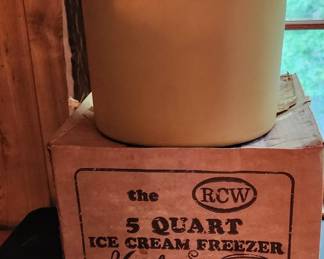 the RCW
5 QUART
ICE CREAM FREEZER